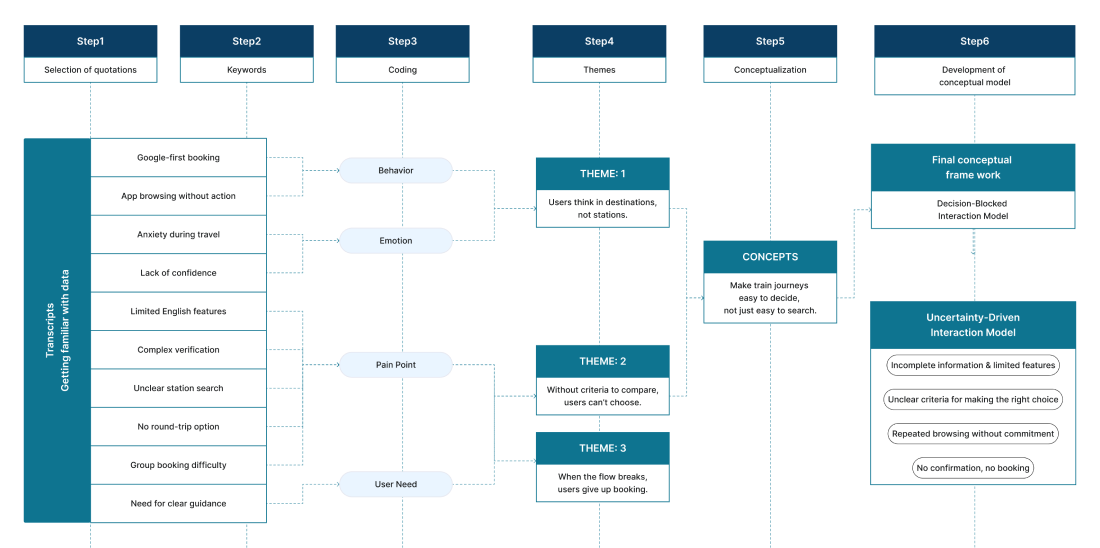 Step1
Selection of quotations
Step2
Keywords
Step3
Coding
Step4
Themes
Step5
Conceptualization
Step6
Development of
conceptual model
Transcripts
Getting familiar with data
Google-first booking
App browsing without action
Anxiety during travel
Lack of confidence
Limited English features
Complex verification
Unclear station search
No round-trip option
Group booking difficulty
Need for clear guidance
Behavior
Emotion
Pain Point
User Need
THEME: 1
Users think in destinations,
not stations.
THEME: 2
Without criteria to compare,
users can't choose.
THEME: 3
When the flow breaks,
users give up booking.
CONCEPTS
Make train journeys
easy to decide,
not just easy to search.
Final conceptual
frame work
Decision-Blocked
Interaction Model
Uncertainty-Driven
Interaction Model
Incomplete information & limited features
Unclear criteria for making the right choice
Repeated browsing without commitment
No confirmation, no booking